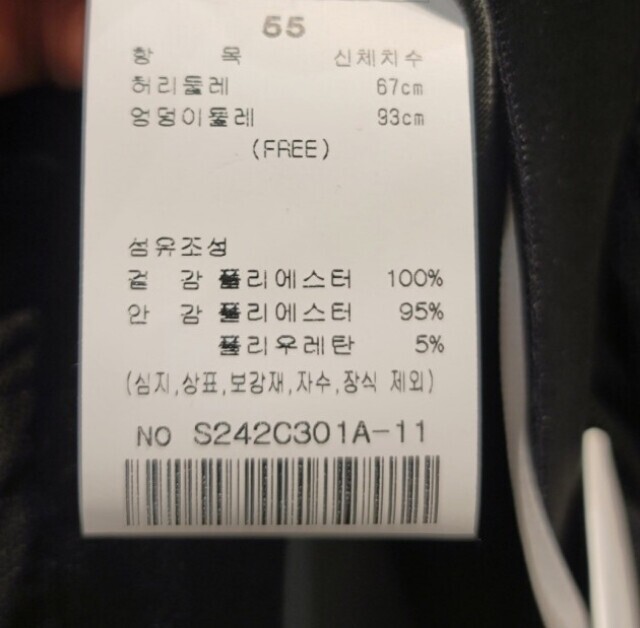 55
항 목 신체치수
허리둘레 67cm
엉덩이둘레 93cm
(FREE)
섬유조성
겉 감 폴리에스터 100%
안 감 폴리에스터 95%
폴리우레탄 5%
(심지,상표,보강재,자수,장식 제외)
NO S242C301A-11